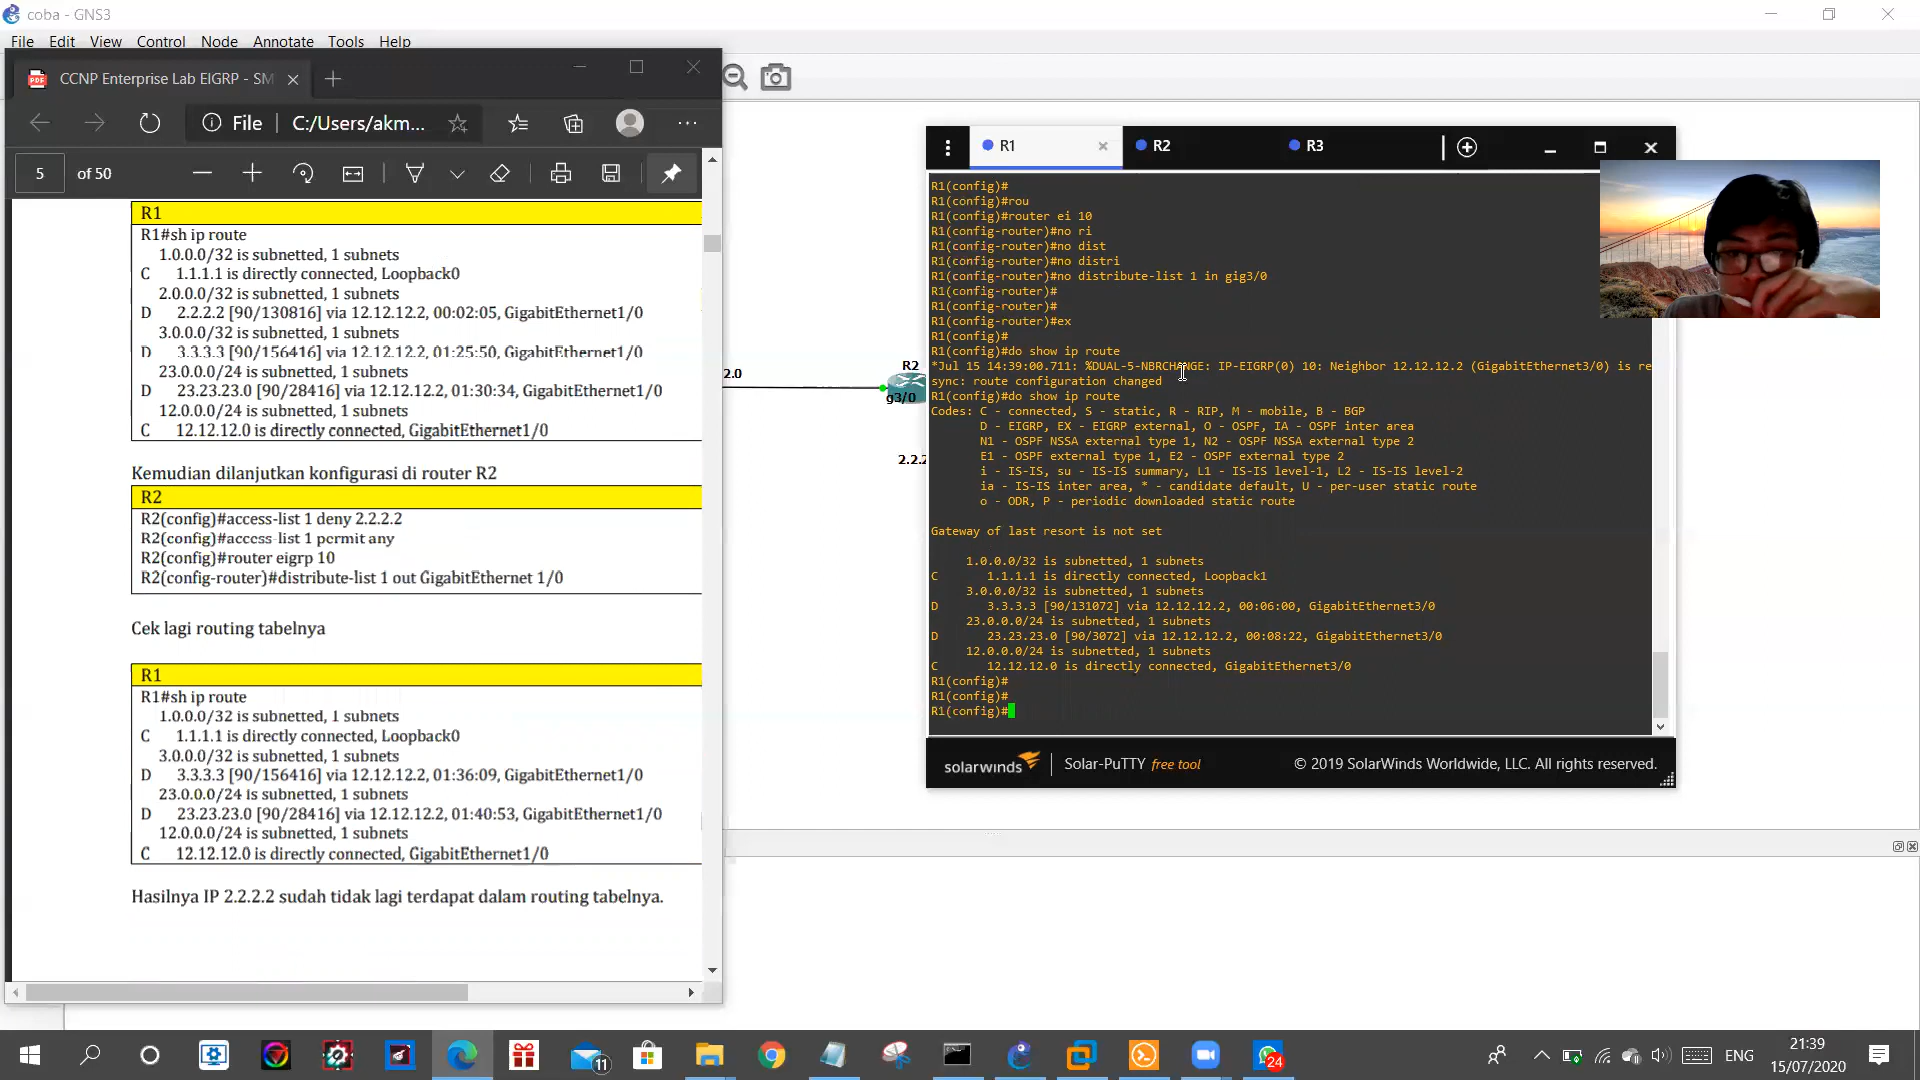 coba - GNS3
File Edit View Control Node Annotate Tools Help
CCNP Enterprise Lab EIGRP - SM
File C:/Users/akm...
5 of 50
R1
R1#sh ip route
1.0.0.0/32 is subnetted, 1 subnets
C 1.1.1.1 is directly connected, Loopback0
2.0.0.0/32 is subnetted, 1 subnets
D 2.2.2.2 [90/130816] via 12.12.12.2, 00:02:05, GigabitEthernet1/0
3.0.0.0/32 is subnetted, 1 subnets
D 3.3.3.3 [90/156416] via 12.12.12.2, 01:25:50, GigabitEthernet1/0
23.0.0.0/24 is subnetted, 1 subnets
D 23.23.23.0 [90/28416] via 12.12.12.2, 01:30:34, GigabitEthernet1/0
12.0.0.0/24 is subnetted, 1 subnets
C 12.12.12.0 is directly connected, GigabitEthernet1/0
Kemudian dilanjutkan konfigurasi di router R2
R2
R2(config)#access-list 1 deny 2.2.2.2
R2(config)#access-list 1 permit any
R2(config)#router eigrp 10
R2(config-router)#distribute-list 1 out GigabitEthernet 1/0
Cek lagi routing tabelnya
R1
R1#sh ip route
1.0.0.0/32 is subnetted, 1 subnets
C 1.1.1.1 is directly connected, Loopback0
3.0.0.0/32 is subnetted, 1 subnets
D 3.3.3.3 [90/156416] via 12.12.12.2, 01:36:09, GigabitEthernet1/0
23.0.0.0/24 is subnetted, 1 subnets
D 23.23.23.0 [90/28416] via 12.12.12.2, 01:40:53, GigabitEthernet1/0
12.0.0.0/24 is subnetted, 1 subnets
C 12.12.12.0 is directly connected, GigabitEthernet1/0
Hasilnya IP 2.2.2.2 sudah tidak lagi terdapat dalam routing tabelnya.
2.0
R2
g3/0
2.2.2
R1 R2 R3
R1(config)#
R1(config)#rou
R1(config)#router ei 10
R1(config-router)#no ri
R1(config-router)#no dist
R1(config-router)#no distri
R1(config-router)#no distribute-list 1 in gig3/0
R1(config-router)#
R1(config-router)#
R1(config-router)#ex
R1(config)#
R1(config)#do show ip route
*Jul 15 14:39:00.711: %DUAL-5-NBRCHANGE: IP-EIGRP(0) 10: Neighbor 12.12.12.2 (GigabitEthernet3/0) is re
sync: route configuration changed
R1(config)#do show ip route
Codes: C - connected, S - static, R - RIP, M - mobile, B - BGP
D - EIGRP, EX - EIGRP external, O - OSPF, IA - OSPF inter area
N1 - OSPF NSSA external type 1, N2 - OSPF NSSA external type 2
E1 - OSPF external type 1, E2 - OSPF external type 2
i - IS-IS, su - IS-IS summary, L1 - IS-IS level-1, L2 - IS-IS level-2
ia - IS-IS inter area, * - candidate default, U - per-user static route
o - ODR, P - periodic downloaded static route
Gateway of last resort is not set
1.0.0.0/32 is subnetted, 1 subnets
C 1.1.1.1 is directly connected, Loopback1
3.0.0.0/32 is subnetted, 1 subnets
D 3.3.3.3 [90/131072] via 12.12.12.2, 00:06:00, GigabitEthernet3/0
23.0.0.0/24 is subnetted, 1 subnets
D 23.23.23.0 [90/3072] via 12.12.12.2, 00:08:22, GigabitEthernet3/0
12.0.0.0/24 is subnetted, 1 subnets
C 12.12.12.0 is directly connected, GigabitEthernet3/0
R1(config)#
R1(config)#
R1(config)#
solarwinds Solar-PuTTY free tool © 2019 SolarWinds Worldwide, LLC. All rights reserved.
11
24
ENG
21:39
15/07/2020